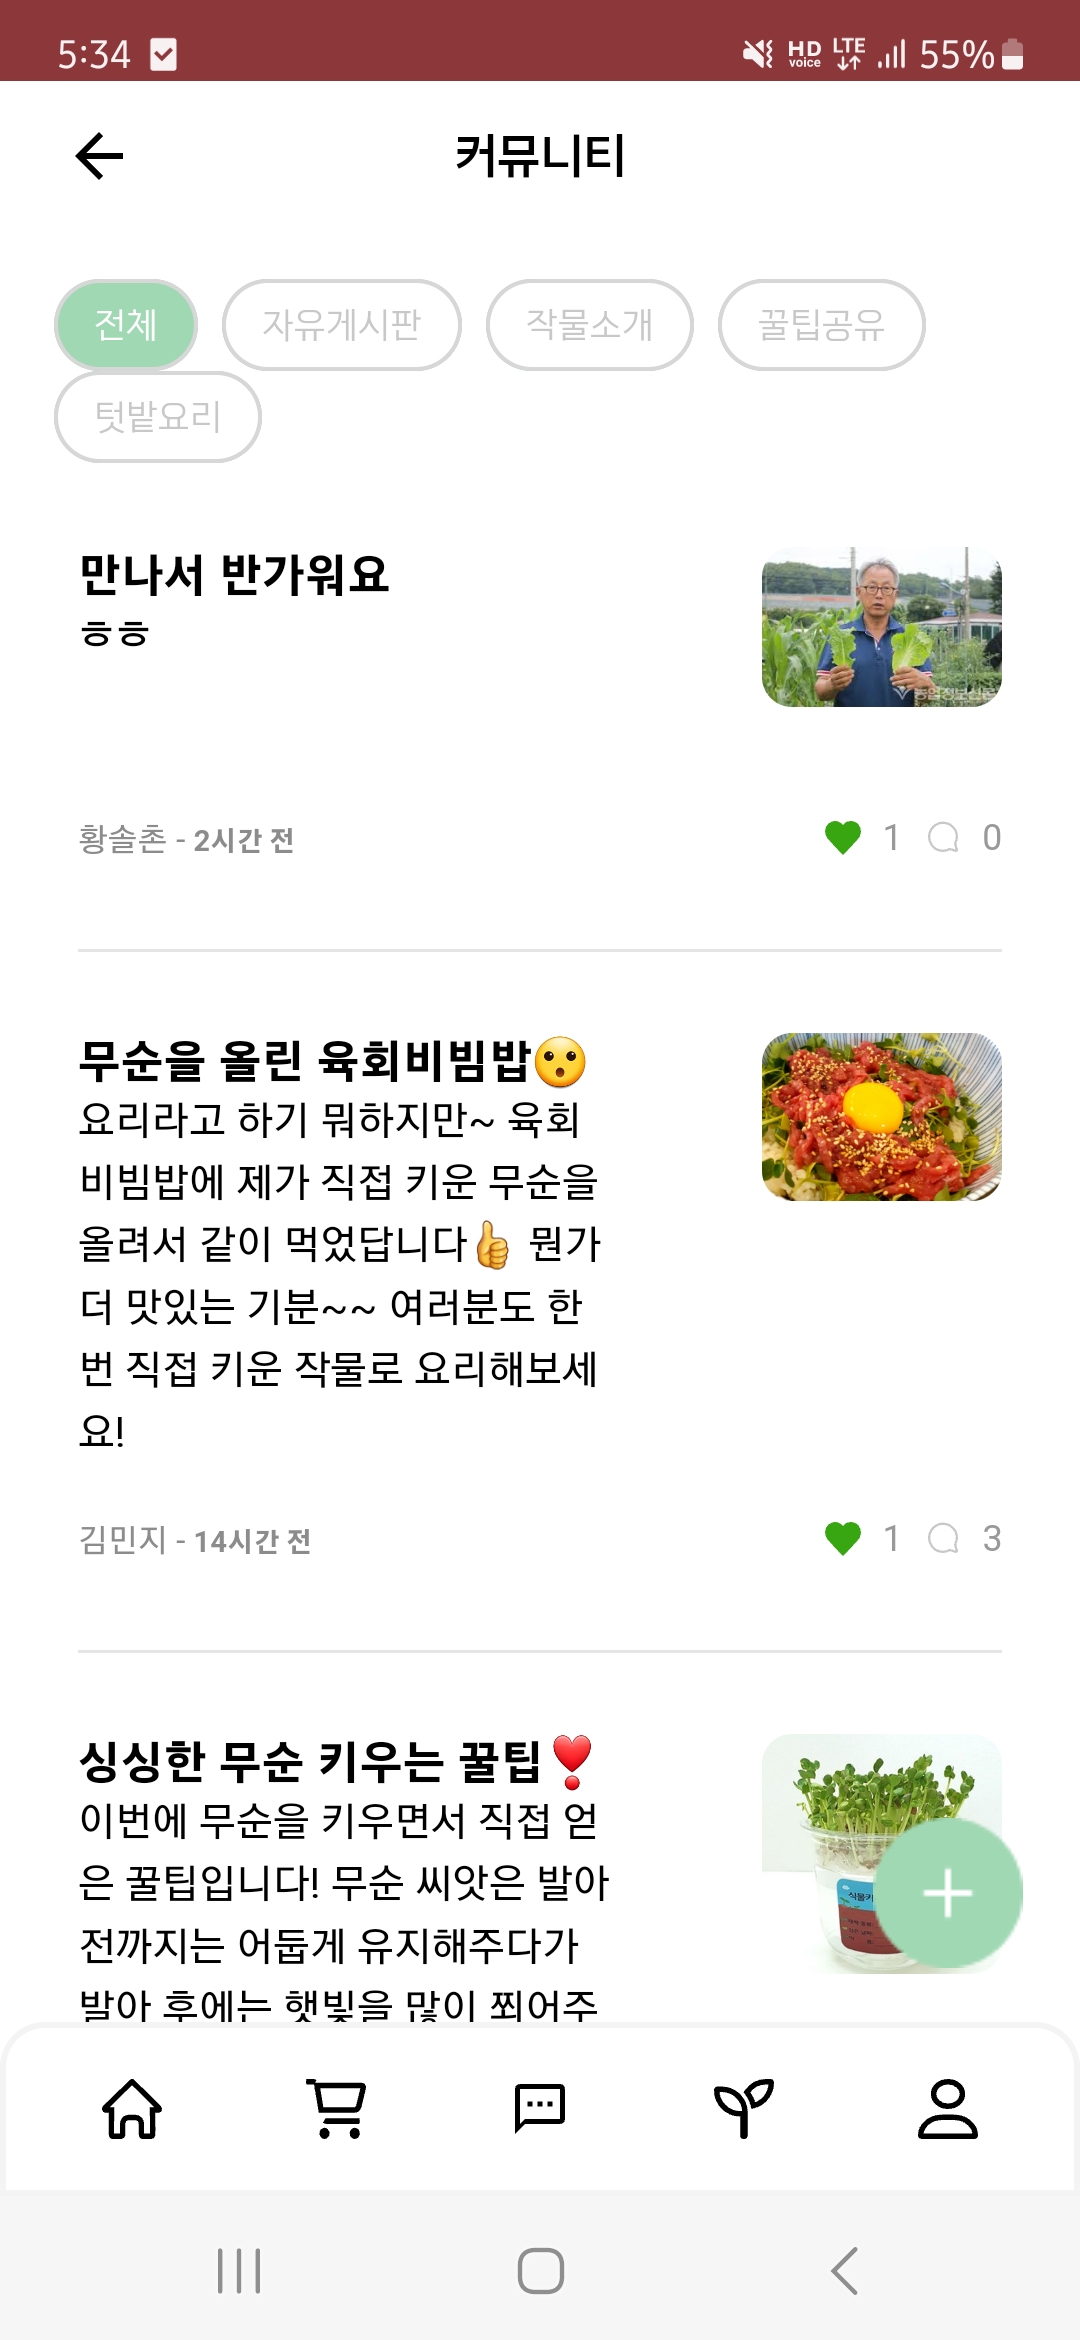 5:34
HD voice LTE 55%
커뮤니티
전체 자유게시판 작물소개 꿀팁공유
텃밭요리
만나서 반가워요
ㅎㅎ
농업정보신문
황솔촌 - 2시간 전 1 0
무순을 올린 육회비빔밥😮
요리라고 하기 뭐하지만~ 육회
비빔밥에 제가 직접 키운 무순을
올려서 같이 먹었답니다👍 뭔가
더 맛있는 기분~~ 여러분도 한
번 직접 키운 작물로 요리해보세
요!
김민지 - 14시간 전 1 3
싱싱한 무순 키우는 꿀팁❣️
이번에 무순을 키우면서 직접 얻
은 꿀팁입니다! 무순 씨앗은 발아
전까지는 어둡게 유지해주다가
발아 후에는 햇빛을 많이 쬐어주
식물키